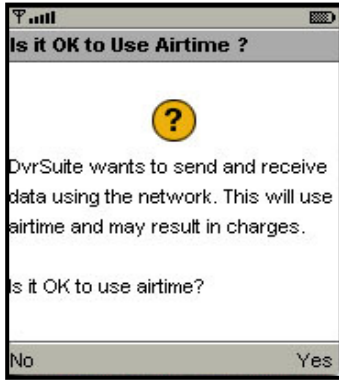 Is it OK to Use Airtime ?
?
DvrSuite wants to send and receive
data using the network. This will use
airtime and may result in charges.
Is it OK to use airtime?
No Yes